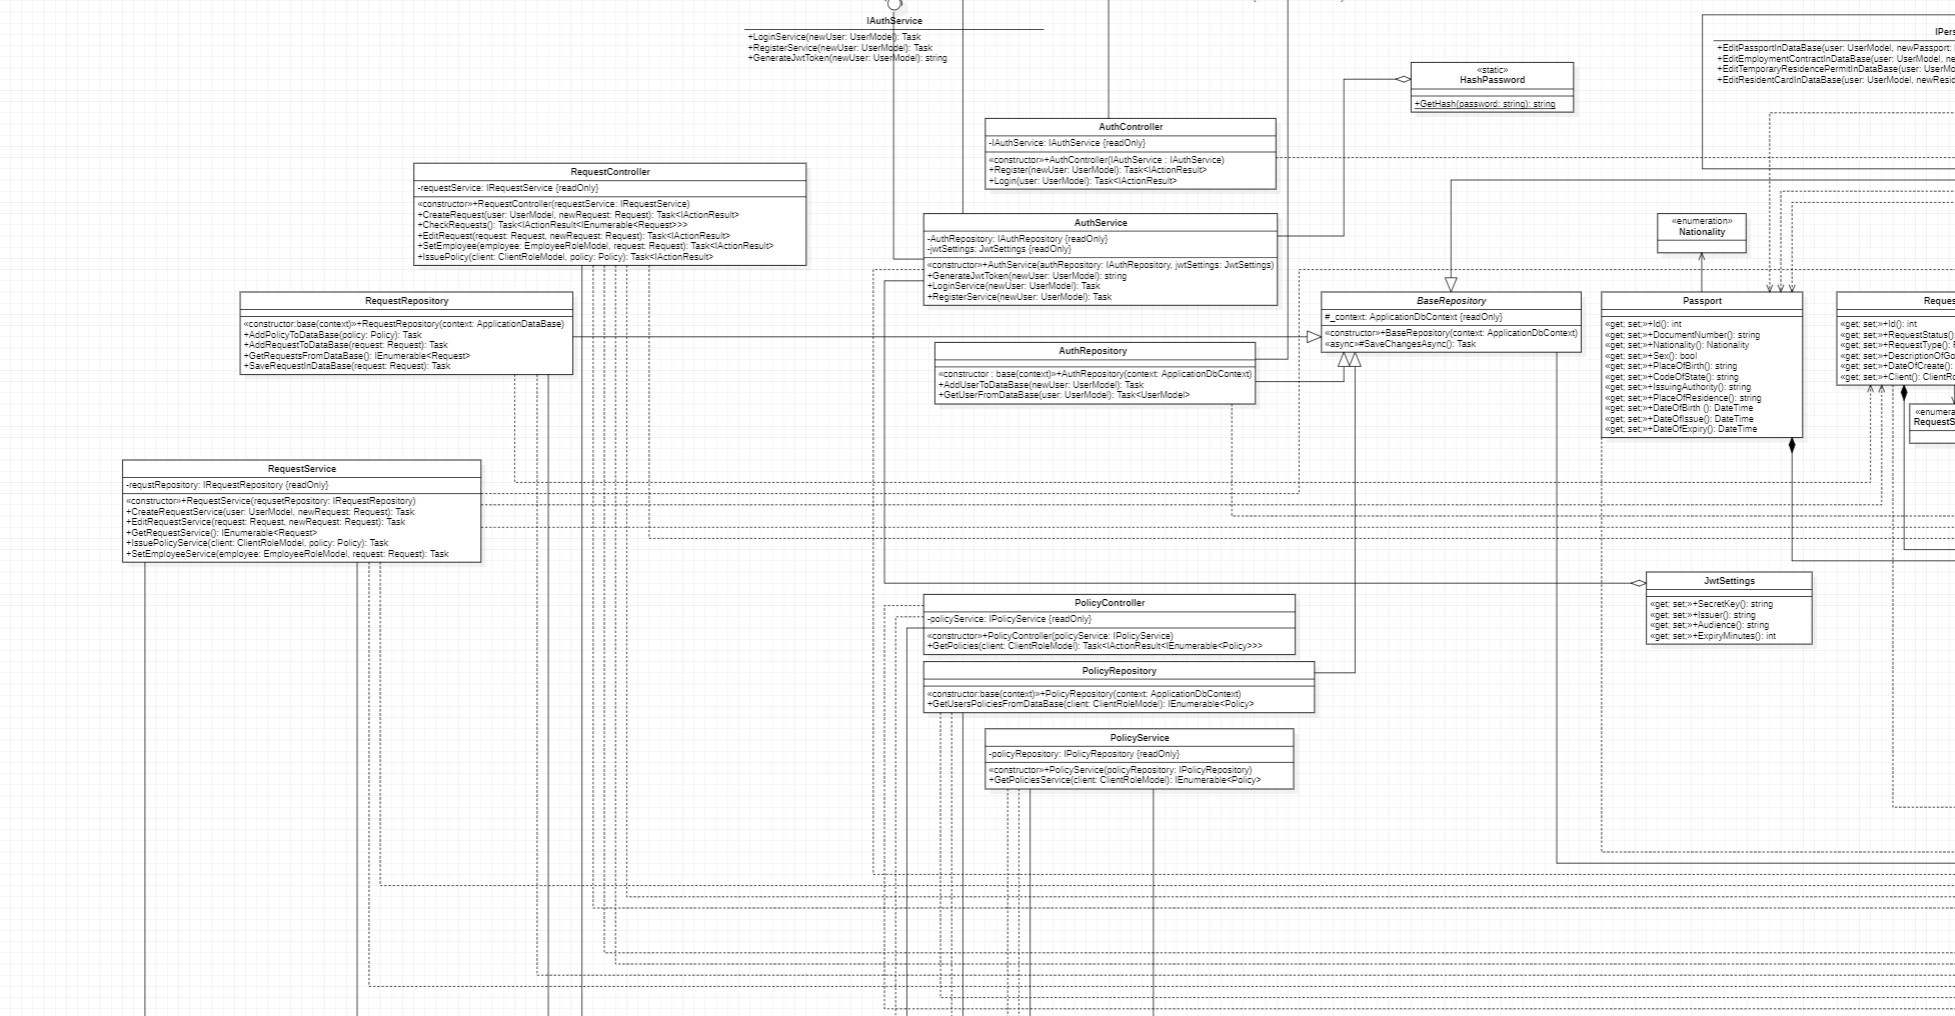 IAuthService
+LoginService(newUser: UserModel): Task
+RegisterService(newUser: UserModel): Task
+GenerateJwtToken(newUser: UserModel): string
IPers
+EditPassportInDataBase(user: UserModel, newPassport:
+EditEmploymentContractInDataBase(user: UserModel, ne
+EditTemporaryResidencePermitInDataBase(user: UserMo
+EditResidentCardInDataBase(user: UserModel, newResid
«static»
HashPassword
+GetHash(password: string): string
AuthController
-IAuthService: IAuthService {readOnly}
«constructor»+AuthController(IAuthService : IAuthService)
+Register(newUser: UserModel): Task<IActionResult>
+Login(user: UserModel): Task<IActionResult>
RequestController
-requestService: IRequestService {readOnly}
«constructor»+RequestController(requestService: IRequestService)
+CreateRequest(user: UserModel, newRequest: Request): Task<IActionResult>
+CheckRequests(): Task<IActionResult<IEnumerable<Request>>>
+EditRequest(request: Request, newRequest: Request): Task<IActionResult>
+SetEmployee(employee: EmployeeRoleModel, request: Request): Task<IActionResult>
+IssuePolicy(client: ClientRoleModel, policy: Policy): Task<IActionResult>
AuthService
-AuthRepository: IAuthRepository {readOnly}
-jwtSettings: JwtSettings {readOnly}
«constructor»+AuthService(authRepository: IAuthRepository, jwtSettings: JwtSettings)
+GenerateJwtToken(newUser: UserModel): string
+LoginService(newUser: UserModel): Task
+RegisterService(newUser: UserModel): Task
«enumeration»
Nationality
RequestRepository
«constructor:base(context)»+RequestRepository(context: ApplicationDataBase)
+AddPolicyToDataBase(policy: Policy): Task
+AddRequestToDataBase(request: Request): Task
+GetRequestsFromDataBase(): IEnumerable<Request>
+SaveRequestInDataBase(request: Request): Task
BaseRepository
#_context: ApplicationDbContext {readOnly}
«constructor»+BaseRepository(context: ApplicationDbContext)
«async»#SaveChangesAsync(): Task
Passport
«get; set;»+Id(): int
«get; set;»+DocumentNumber(): string
«get; set;»+Nationality(): Nationality
«get; set;»+Sex(): bool
«get; set;»+PlaceOfBirth(): string
«get; set;»+CodeOfState(): string
«get; set;»+IssuingAuthority(): string
«get; set;»+PlaceOfResidence(): string
«get; set;»+DateOfBirth (): DateTime
«get; set;»+DateOfIssue(): DateTime
«get; set;»+DateOfExpiry(): DateTime
Reques
«get; set;»+Id(): int
«get; set;»+RequestStatus():
«get; set;»+RequestType(): F
«get; set;»+DescriptionOfGo
«get; set;»+DateOfCreate():
«get; set;»+Client(): ClientRo
«enumera
RequestS
AuthRepository
«constructor : base(context)»+AuthRepository(context: ApplicationDbContext)
+AddUserToDataBase(newUser: UserModel): Task
+GetUserFromDataBase(user: UserModel): Task<UserModel>
RequestService
-requstRepository: IRequestRepository {readOnly}
«constructor»+RequestService(requsetRepository: IRequestRepository)
+CreateRequestService(user: UserModel, newRequest: Request): Task
+EditRequestService(request: Request, newRequest: Request): Task
+GetRequestService(): IEnumerable<Request>
+IssuePolicyService(client: ClientRoleModel, policy: Policy): Task
+SetEmployeeService(employee: EmployeeRoleModel, request: Request): Task
JwtSettings
«get; set;»+SecretKey(): string
«get; set;»+Issuer(): string
«get; set;»+Audience(): string
«get; set;»+ExpiryMinutes(): int
PolicyController
-policyService: IPolicyService {readOnly}
«constructor»+PolicyController(policyService: IPolicyService)
+GetPolicies(client: ClientRoleModel): Task<IActionResult<IEnumerable<Policy>>>
PolicyRepository
«constructor:base(context)»+PolicyRepository(context: ApplicationDbContext)
+GetUsersPoliciesFromDataBase(client: ClientRoleModel): IEnumerable<Policy>
PolicyService
-policyRepository: IPolicyRepository {readOnly}
«constructor»+PolicyService(policyRepository: IPolicyRepository)
+GetPoliciesService(client: ClientRoleModel): IEnumerable<Policy>